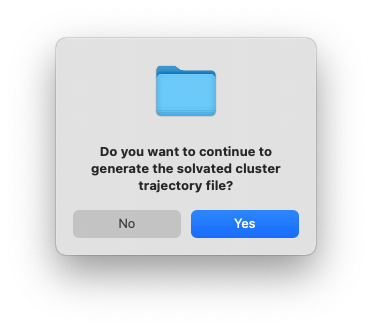 Do you want to continue to
generate the solvated cluster
trajectory file?
No
Yes